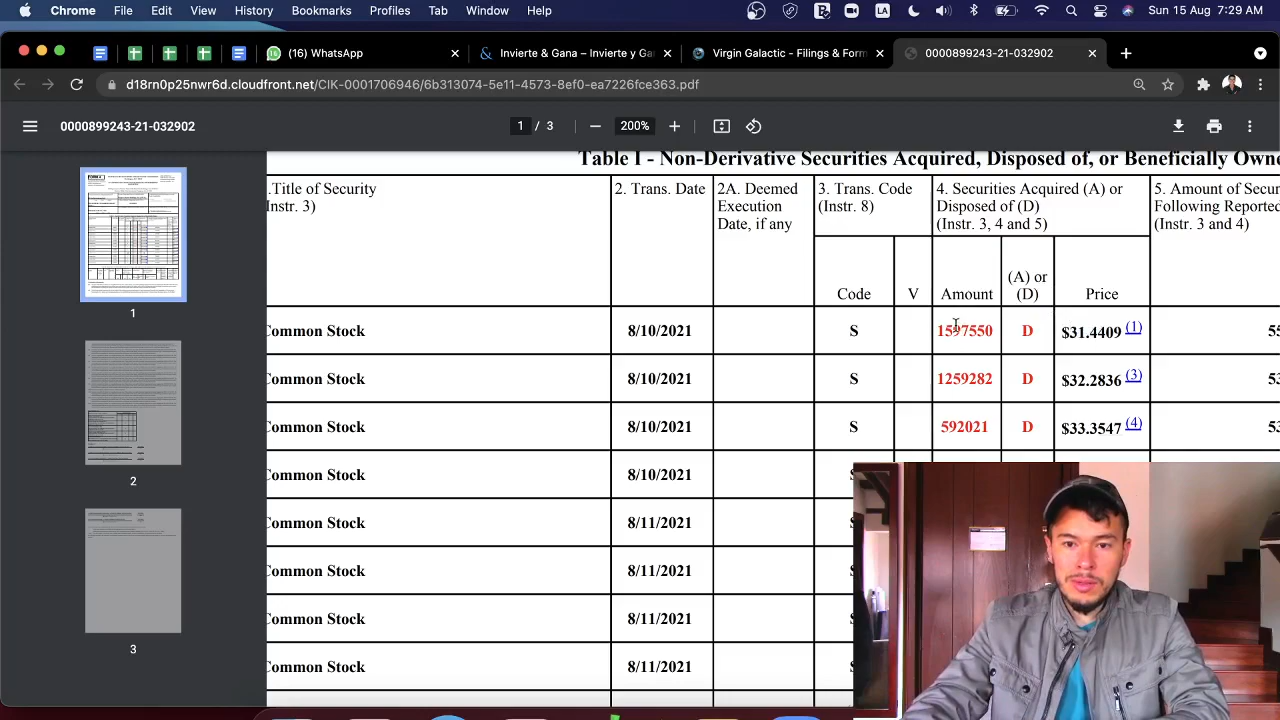 Chrome File Edit View History Bookmarks Profiles Tab Window Help LA Sun 15 Aug 7:29 AM
(16) WhatsApp Invierte & Gana – Invierte y Ga Virgin Galactic - Filings & Form 0000899243-21-032902
d18rn0p25nwr6d.cloudfront.net/CIK-0001706946/6b313074-5e11-4573-8ef0-ea7226fce363.pdf
0000899243-21-032902 1 / 3 200%
Table I - Non-Derivative Securities Acquired, Disposed of, or Beneficially Owne
.Title of Security
Instr. 3)
2. Trans. Date
2A. Deemed
Execution
Date, if any
3. Trans. Code
(Instr. 8)
4. Securities Acquired (A) or
Disposed of (D)
(Instr. 3, 4 and 5)
5. Amount of Secur
Following Reported
(Instr. 3 and 4)
Code V Amount (A) or
(D) Price
Common Stock 8/10/2021 S 1597550 D $31.4409 (1) 55
Common Stock 8/10/2021 S 1259282 D $32.2836 (3) 53
Common Stock 8/10/2021 S 592021 D $33.3547 (4) 53
Common Stock 8/10/2021
Common Stock 8/11/2021
Common Stock 8/11/2021
Common Stock 8/11/2021
Common Stock 8/11/2021
1
2
3